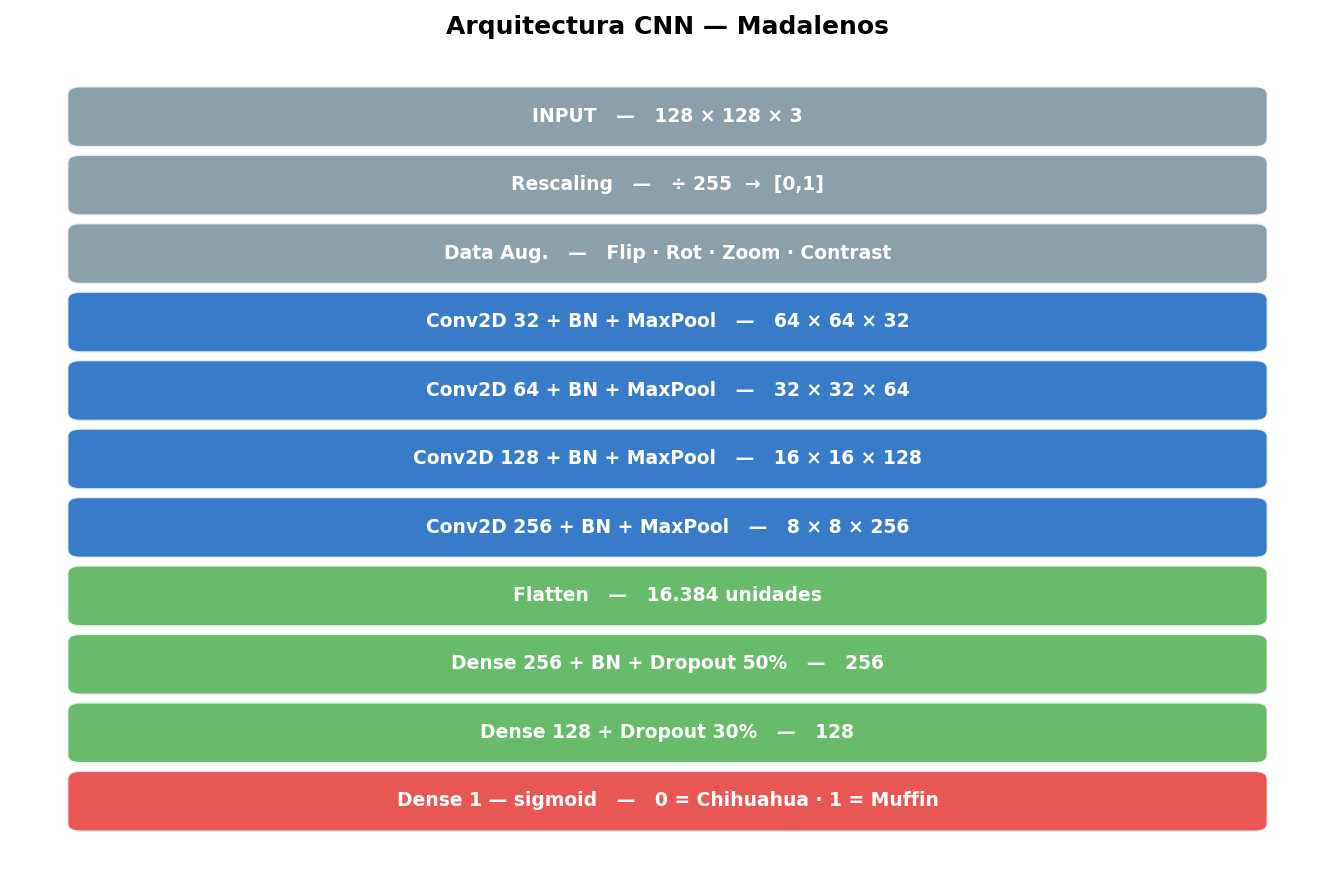 Arquitectura CNN — Madalenos
INPUT — 128 × 128 × 3
Rescaling — ÷ 255 → [0,1]
Data Aug. — Flip · Rot · Zoom · Contrast
Conv2D 32 + BN + MaxPool — 64 × 64 × 32
Conv2D 64 + BN + MaxPool — 32 × 32 × 64
Conv2D 128 + BN + MaxPool — 16 × 16 × 128
Conv2D 256 + BN + MaxPool — 8 × 8 × 256
Flatten — 16.384 unidades
Dense 256 + BN + Dropout 50% — 256
Dense 128 + Dropout 30% — 128
Dense 1 — sigmoid — 0 = Chihuahua · 1 = Muffin